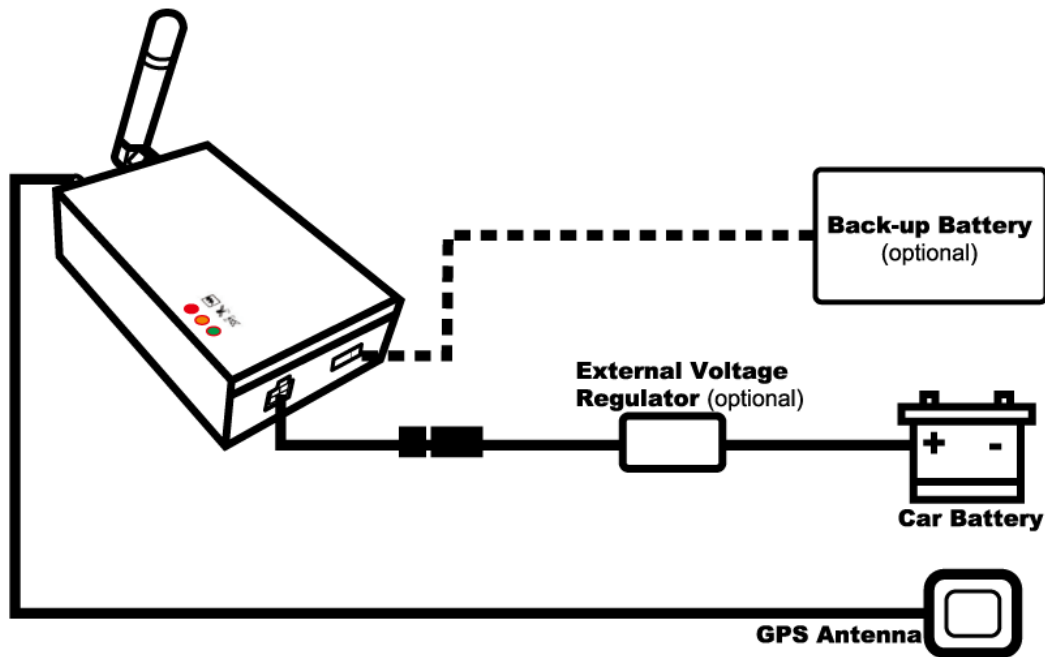 Back-up Battery
(optional)
External Voltage
Regulator (optional)
+ -
Car Battery
GPS Antenna